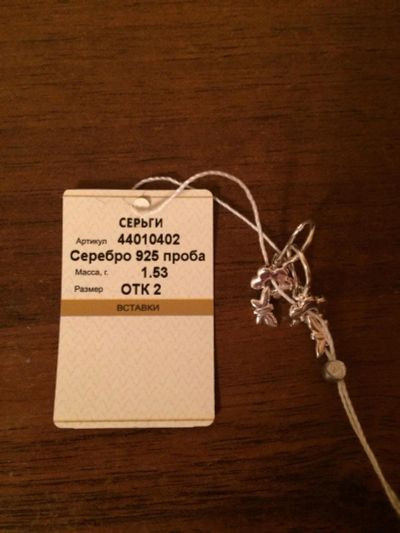 СЕРЬГИ
Артикул 44010402
Серебро 925 проба
Масса, г. 1.53
Размер ОТК 2
ВСТАВКИ